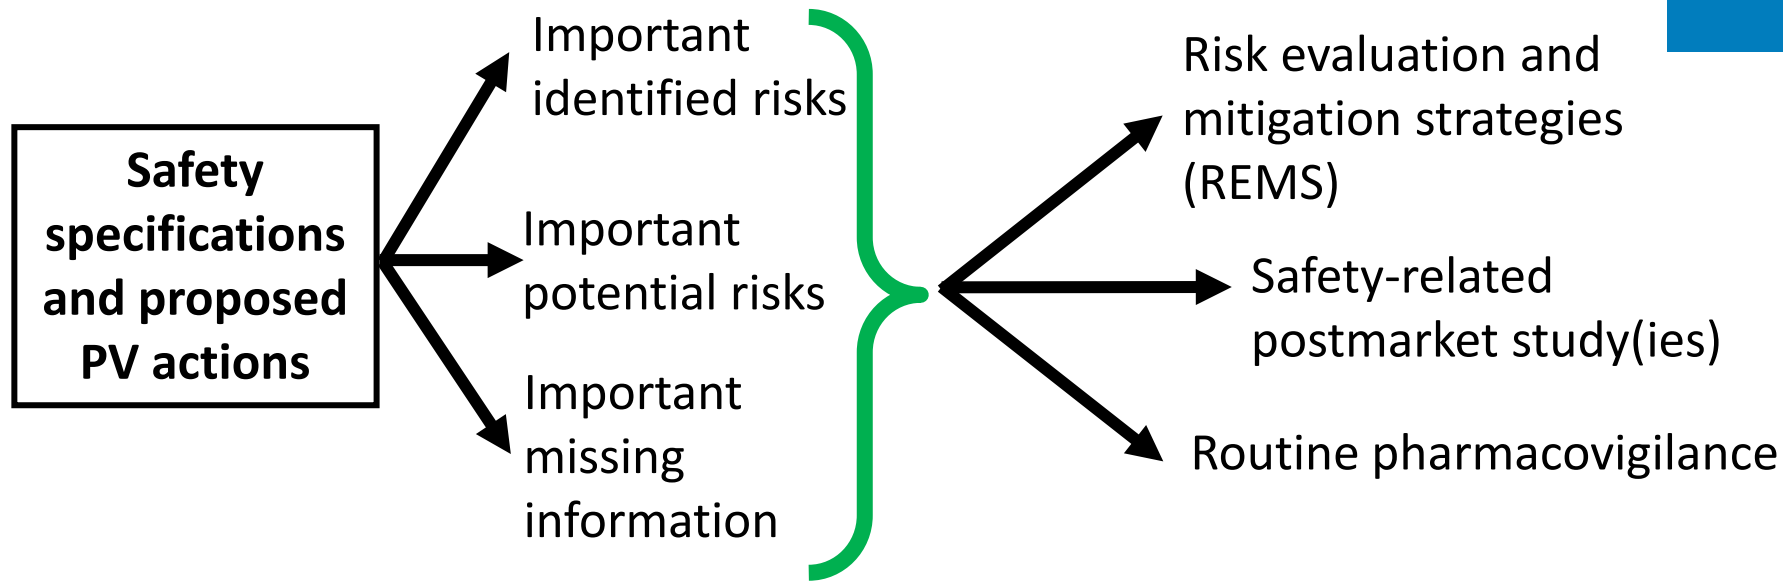 Safety
specifications
and proposed
PV actions
Important
identified risks
Important
potential risks
Important
missing
information
Risk evaluation and
mitigation strategies
(REMS)
Safety-related
postmarket study(ies)
Routine pharmacovigilance